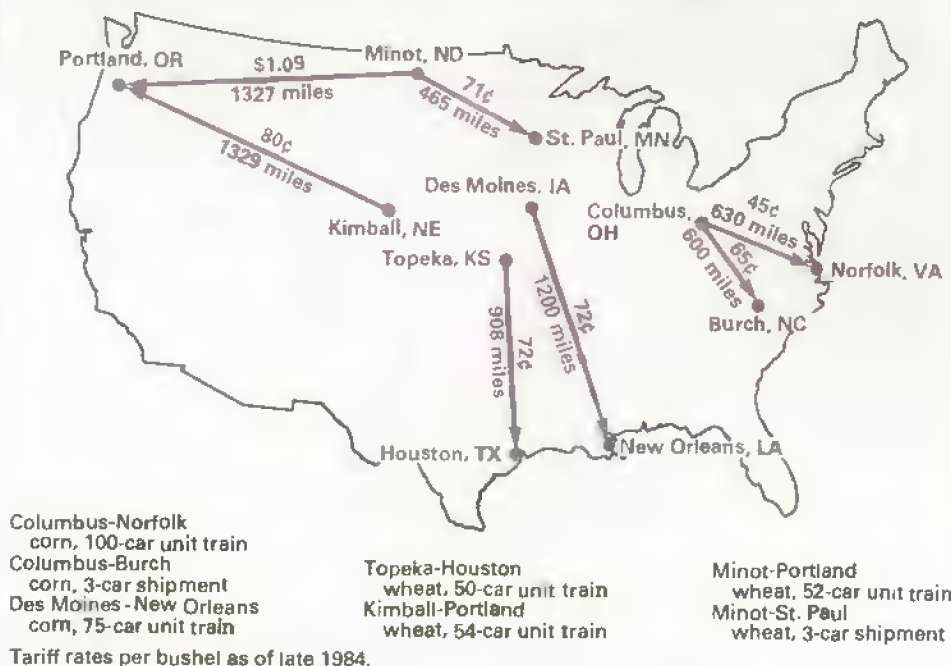 Portland, OR
Minot, ND
$1.09
1327 miles
71¢
465 miles
St. Paul, MN
80¢
1329 miles
Kimball, NE
Des Moines, IA
Columbus,
OH
45¢
630 miles
65¢
600 miles
Norfolk, VA
Burch, NC
Topeka, KS
72¢
1200 miles
72¢
908 miles
Houston, TX
New Orleans, LA
Columbus-Norfolk
corn, 100-car unit train
Columbus-Burch
corn, 3-car shipment
Des Moines-New Orleans
corn, 75-car unit train
Topeka-Houston
wheat, 50-car unit train
Kimball-Portland
wheat, 54-car unit train
Minot-Portland
wheat, 52-car unit train
Minot-St. Paul
wheat, 3-car shipment
Tariff rates per bushel as of late 1984.